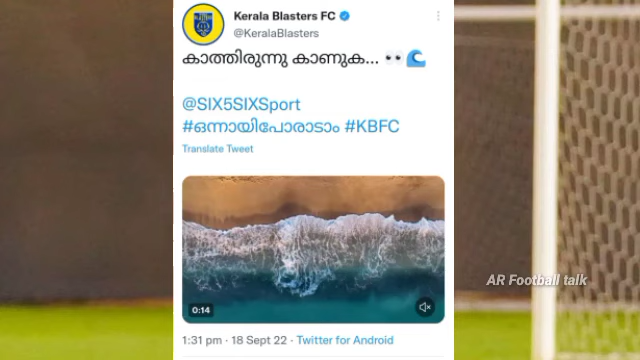 Kerala Blasters FC
@KeralaBlasters
കാത്തിരുന്നു കാണുക... 👀🌊
@SIX5SIXSport
#ഒന്നായിപോരാടാം #KBFC
Translate Tweet
AR Football talk
0:14
1:31 pm · 18 Sept 22 · Twitter for Android